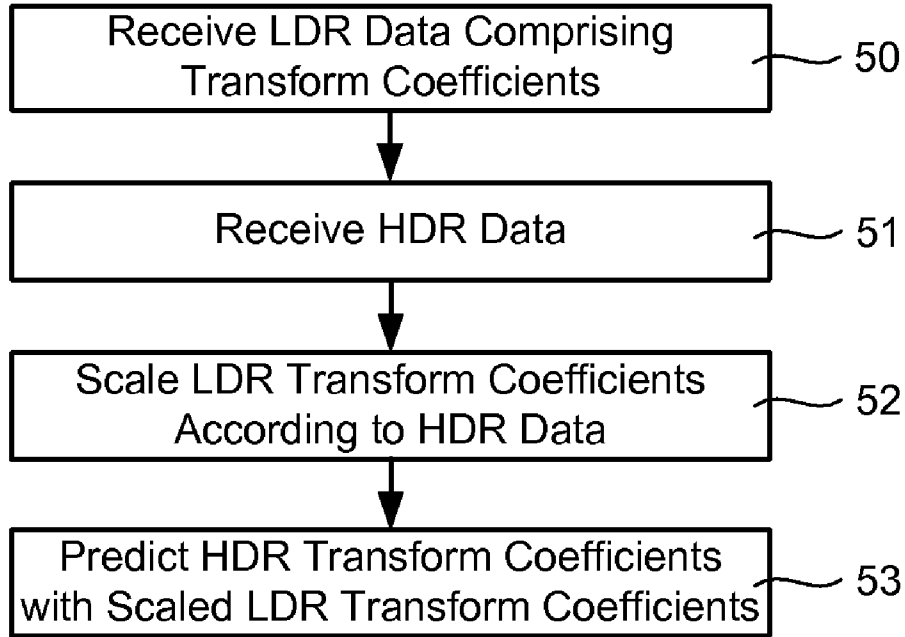 Receive LDR Data Comprising
Transform Coefficients
50
Receive HDR Data
51
Scale LDR Transform Coefficients
According to HDR Data
52
Predict HDR Transform Coefficients
with Scaled LDR Transform Coefficients
53